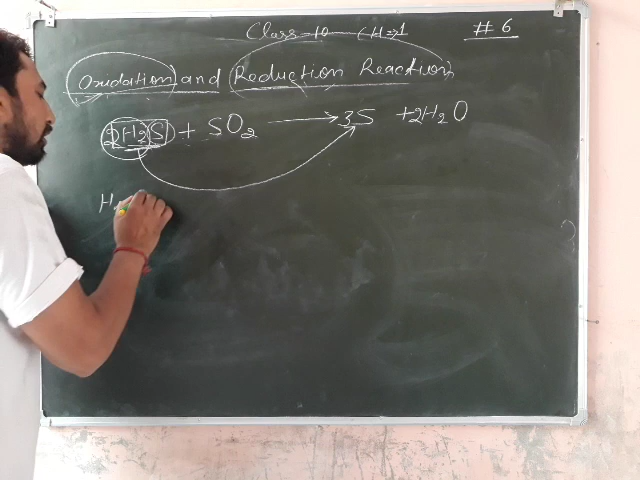 Class-10 CH-1 # 6
Oxidation and Reduction Reaction
2H₂S + SO₂ → 3S + 2H₂O
H